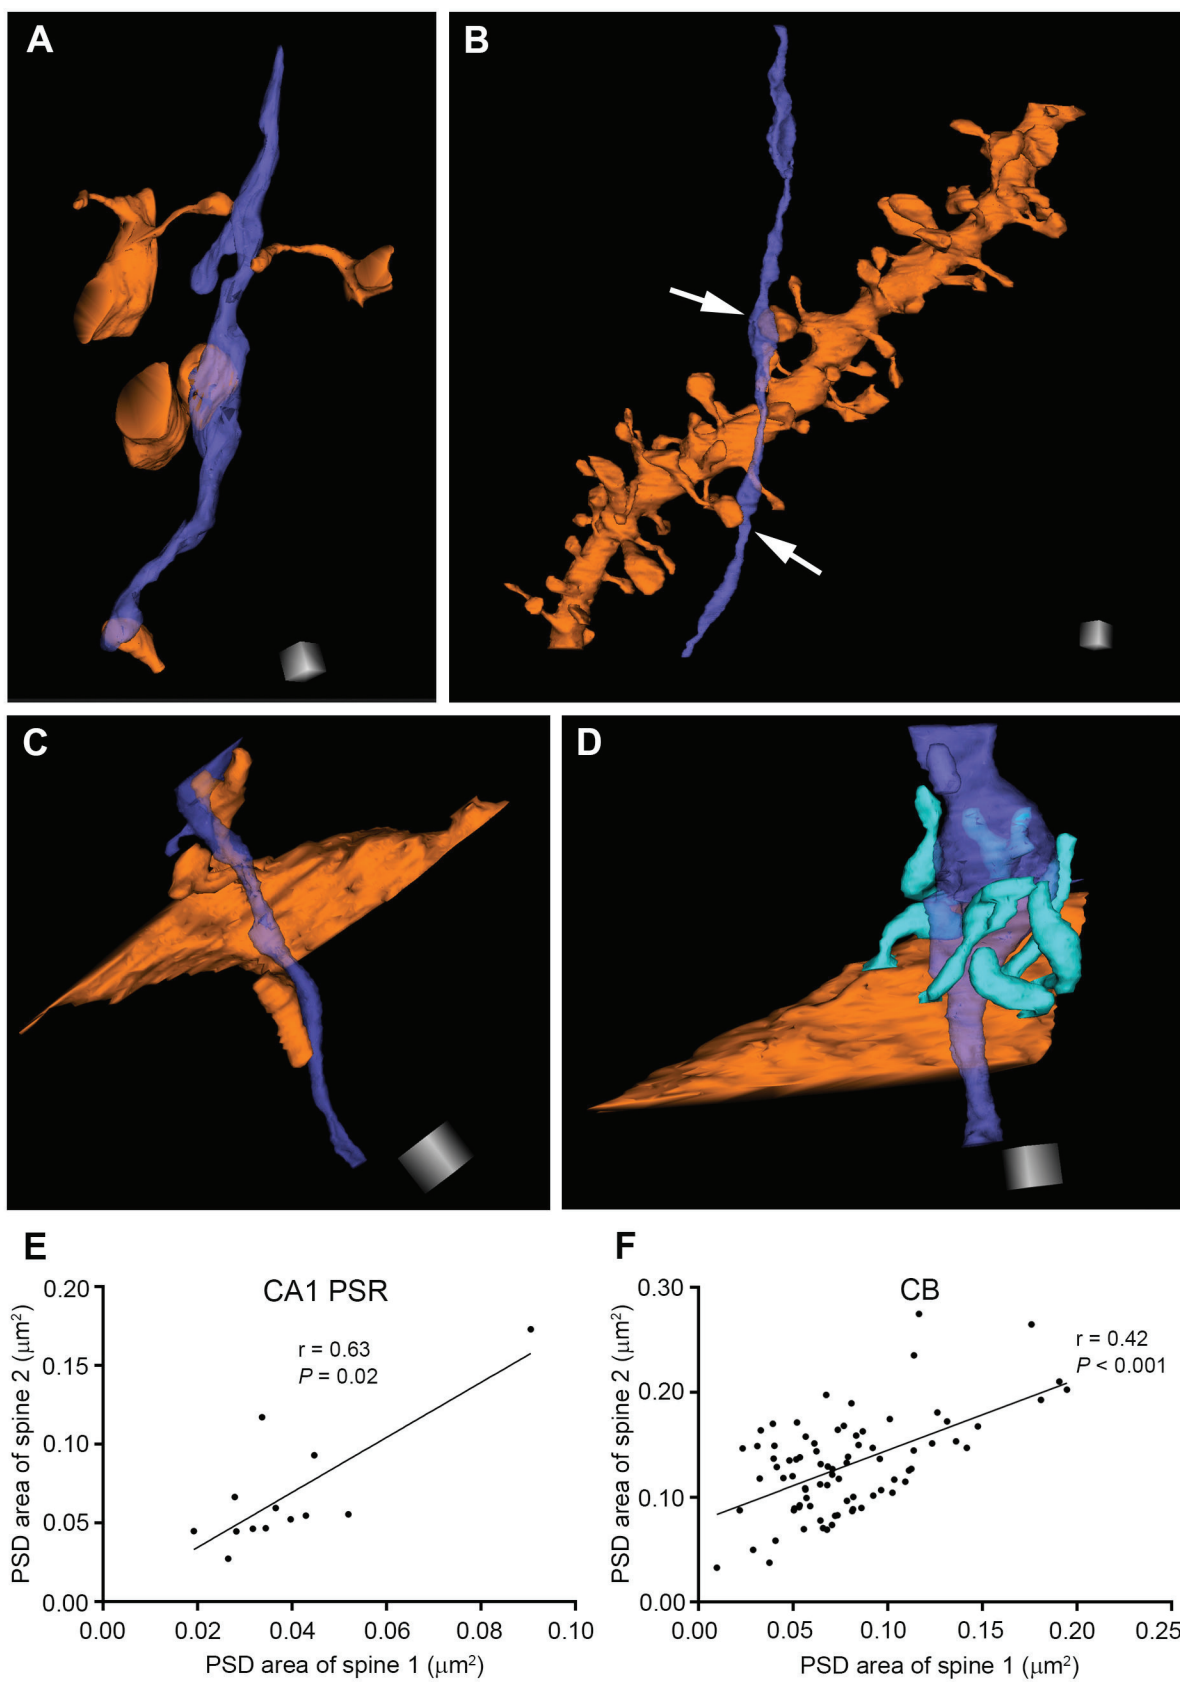 A
B
C
D
E
CA1 PSR
r = 0.63
P = 0.02
0.20
0.15
0.10
0.05
0.00
PSD area of spine 2 (μm²)
0.00 0.02 0.04 0.06 0.08 0.10
PSD area of spine 1 (μm²)
F
CB
r = 0.42
P < 0.001
0.30
0.20
0.10
0.00
PSD area of spine 2 (μm²)
0.00 0.05 0.10 0.15 0.20 0.25
PSD area of spine 1 (μm²)